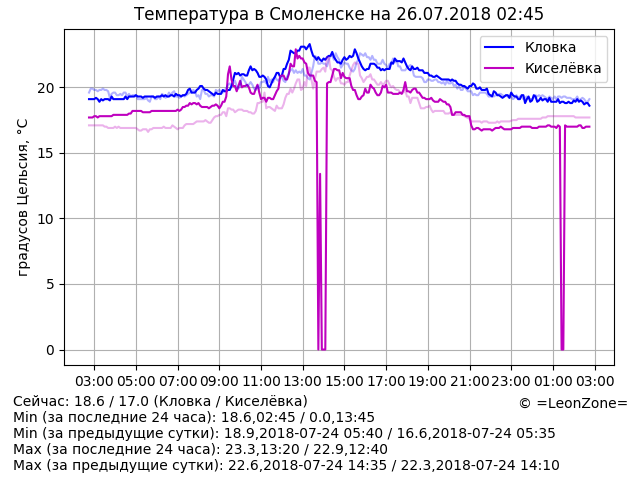 Температура в Смоленске на 26.07.2018 02:45
Кловка
Киселёвка
градусов Цельсия, °C
20
15
10
5
0
03:00 05:00 07:00 09:00 11:00 13:00 15:00 17:00 19:00 21:00 23:00 01:00 03:00
Сейчас: 18.6 / 17.0 (Кловка / Киселёвка)
© =LeonZone=
Min (за последние 24 часа): 18.6,02:45 / 0.0,13:45
Min (за предыдущие сутки): 18.9,2018-07-24 05:40 / 16.6,2018-07-24 05:35
Max (за последние 24 часа): 23.3,13:20 / 22.9,12:40
Max (за предыдущие сутки): 22.6,2018-07-24 14:35 / 22.3,2018-07-24 14:10